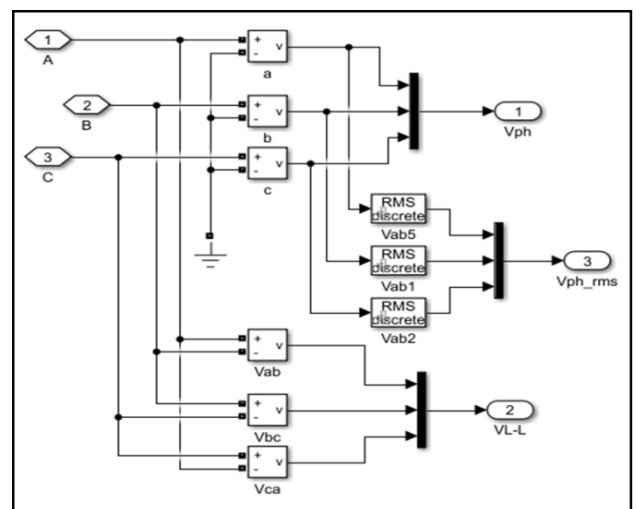 1
A
+
-
v
a
2
B
+
-
v
b
3
C
+
-
v
c
1
Vph
RMS
discrete
Vab5
RMS
discrete
Vab1
RMS
discrete
Vab2
3
Vph_rms
+
-
v
Vab
+
-
v
Vbc
+
-
v
Vca
2
VL-L